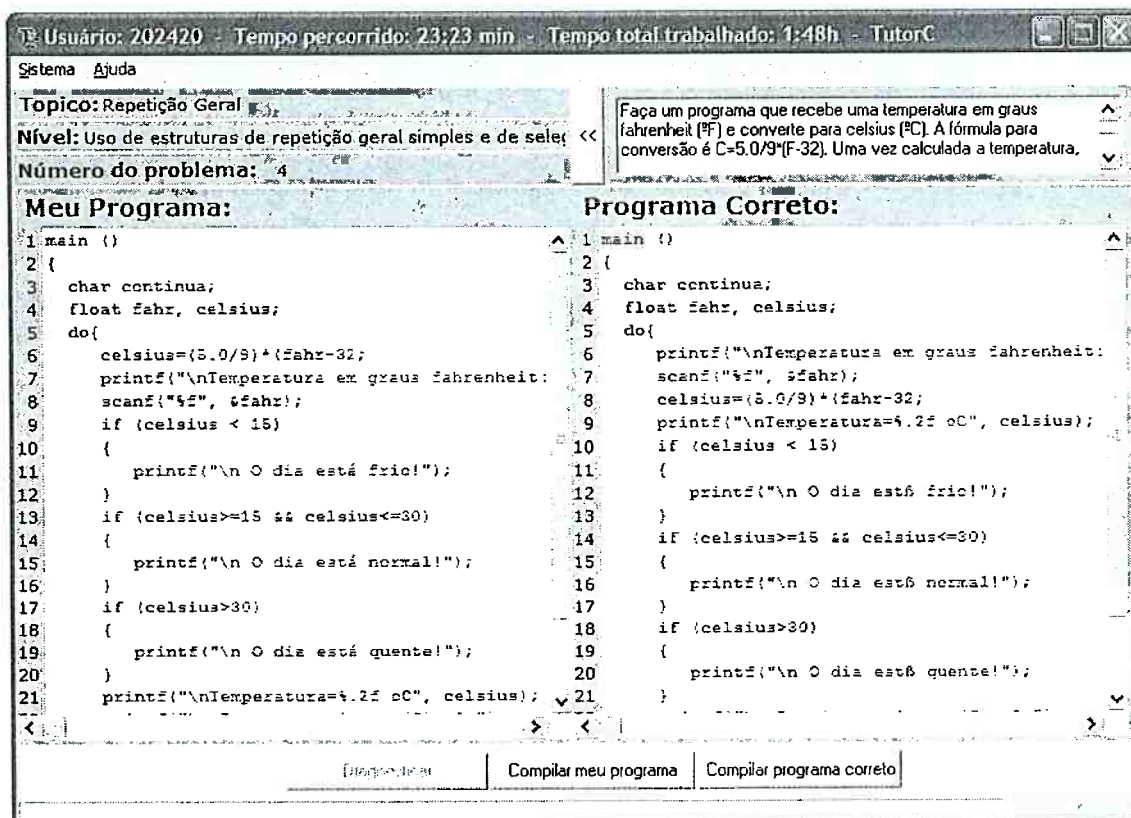 Usuário: 202420 - Tempo percorrido: 23:23 min - Tempo total trabalhado: 1:48h - TutorC
Sistema Ajuda
Topico: Repetição Geral
Nível: Uso de estruturas de repetição geral simples e de seleç
Número do problema: 4
<<
Faça um programa que recebe uma temperatura em graus
fahrenheit (ºF) e converte para celsius (ºC). A fórmula para
conversão é C=5.0/9*(F-32). Uma vez calculada a temperatura,
Meu Programa:
1 main ()
2 {
3 char continua;
4 float fahr, celsius;
5 do{
6 celsius=(5.0/9)*(fahr-32;
7 printf("\nTemperatura em graus fahrenheit:
8 scanf("%f", &fahr);
9 if (celsius < 15)
10 {
11 printf("\n O dia está frio!");
12 }
13 if (celsius>=15 && celsius<=30)
14 {
15 printf("\n O dia está normal!");
16 }
17 if (celsius>30)
18 {
19 printf("\n O dia está quente!");
20 }
21 printf("\nTemperatura=%.2f oC", celsius);
Programa Correto:
1 main ()
2 {
3 char continua;
4 float fahr, celsius;
5 do{
6 printf("\nTemperatura em graus fahrenheit:
7 scanf("%f", &fahr);
8 celsius=(5.0/9)*(fahr-32;
9 printf("\nTemperatura=%.2f oC", celsius);
10 if (celsius < 15)
11 {
12 printf("\n O dia estß frio!");
13 }
14 if (celsius>=15 && celsius<=30)
15 {
16 printf("\n O dia estß normal!");
17 }
18 if (celsius>30)
19 {
20 printf("\n O dia estß quente!");
21 }
Diagnosticar
Compilar meu programa
Compilar programa correto